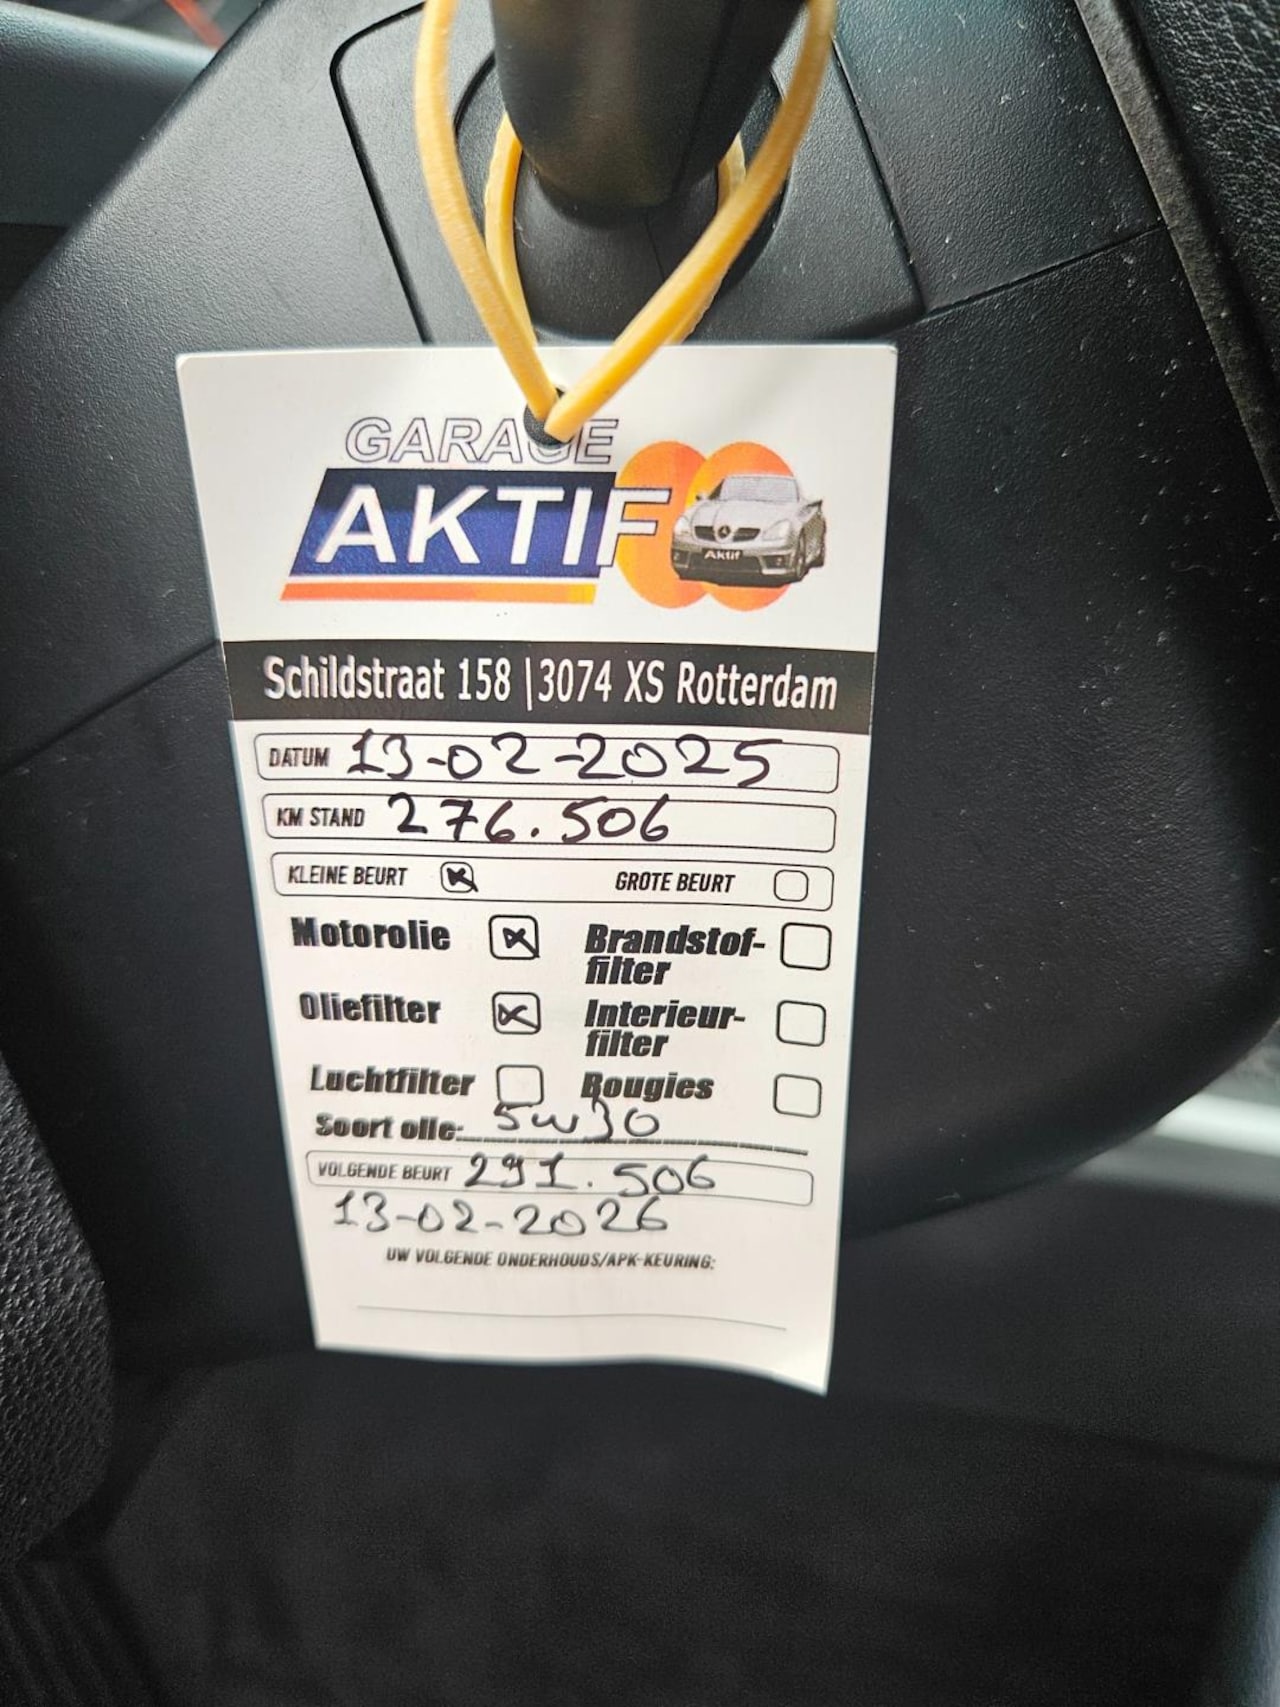 GARAGE
AKTIF
Aktif
Schildstraat 158 | 3074 XS Rotterdam
DATUM 13-02-2025
KM STAND 276.506
KLEINE BEURT GROTE BEURT
Motorolie Brandstof-
filter
Oliefilter Interieur-
filter
Luchtfilter Bougies
Soort olie: 5w30
VOLGENDE BEURT 291.506
13-02-2026
UW VOLGENDE ONDERHOUDS/APK-KEURING: